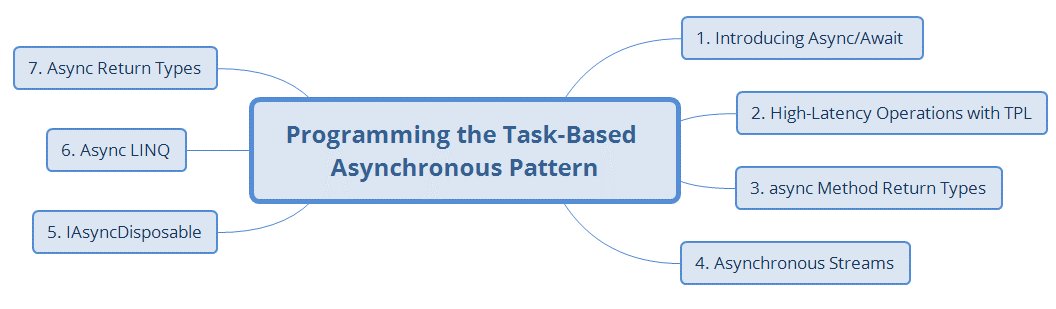 Programming the Task-Based
Asynchronous Pattern
1. Introducing Async/Await
2. High-Latency Operations with TPL
3. async Method Return Types
4. Asynchronous Streams
5. IAsyncDisposable
6. Async LINQ
7. Async Return Types